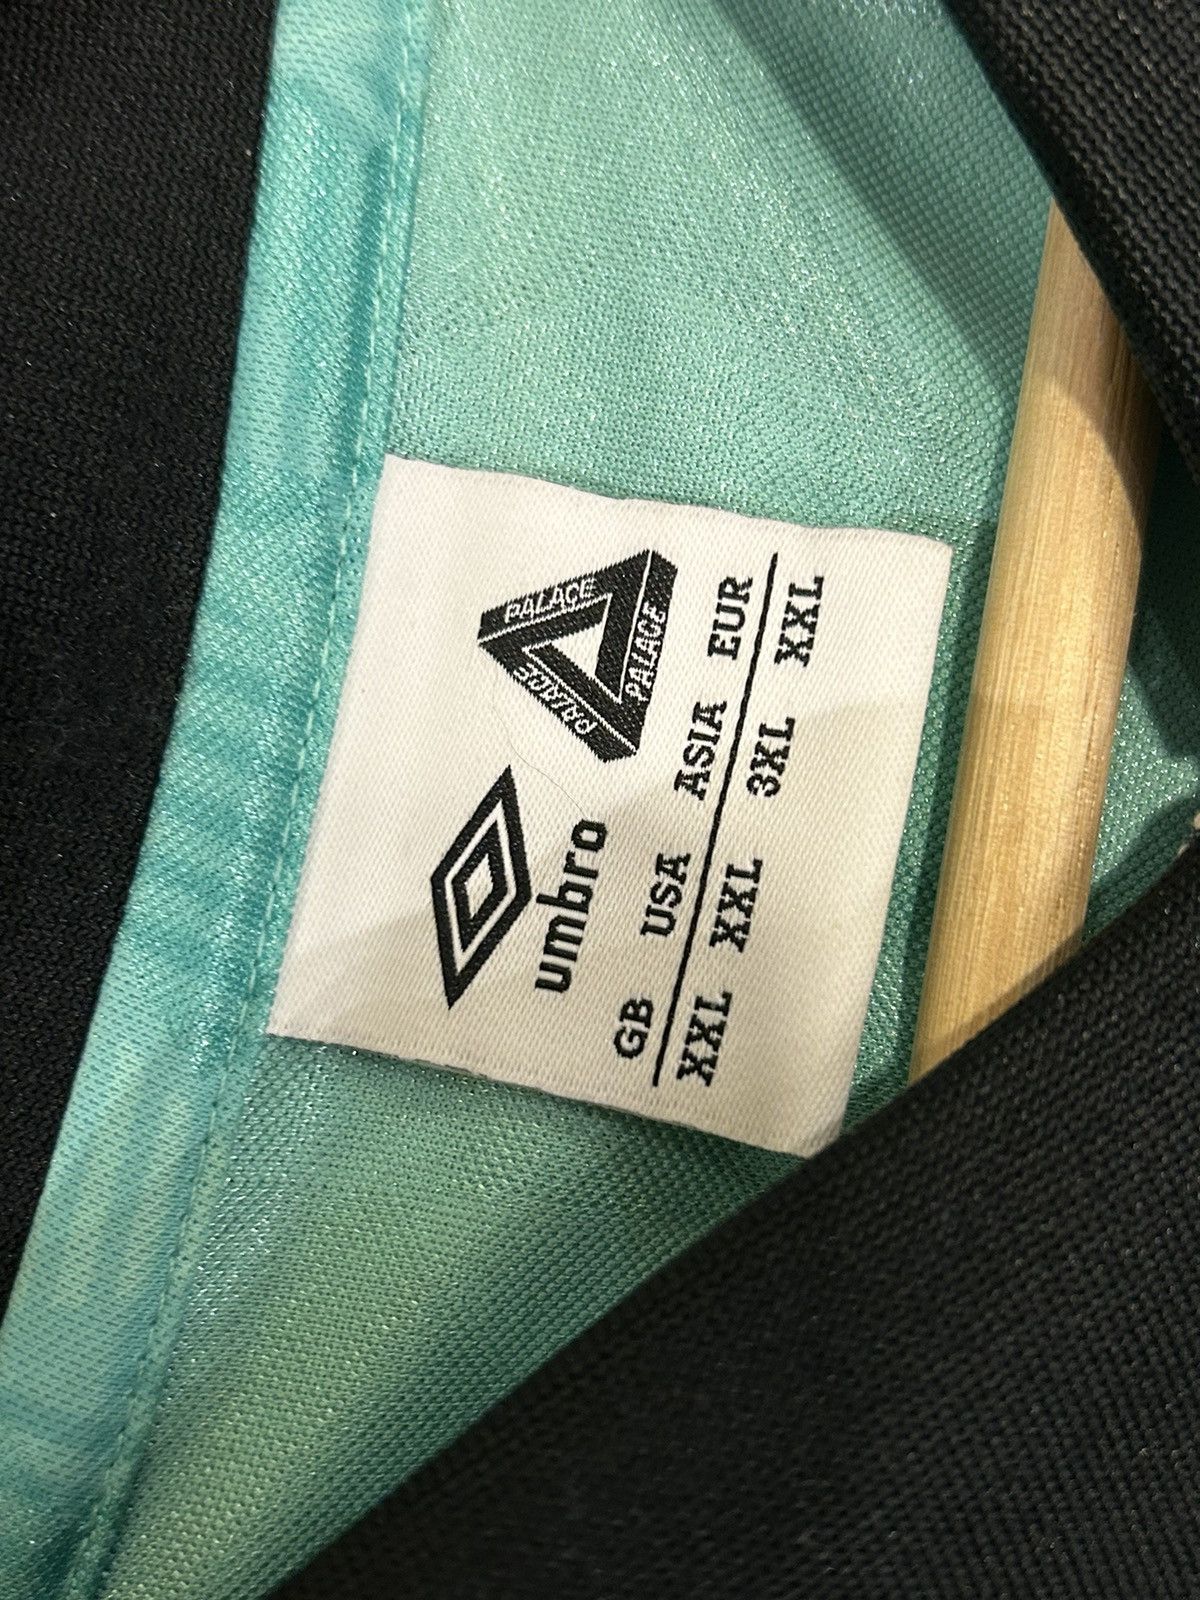 umbro
PALACE
PALACE
PALACE
GB USA ASIA EUR
XXL XXL 3XL XXL